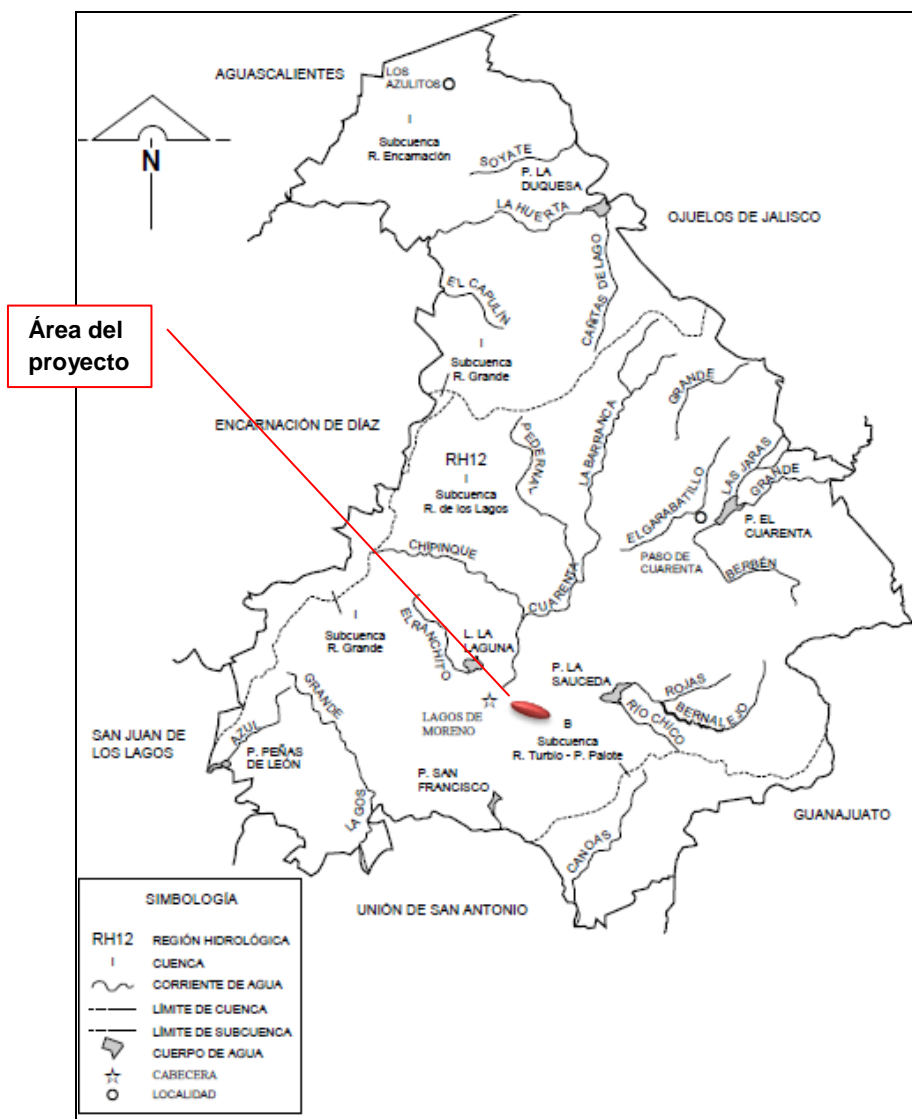 AGUASCALIENTES
LOS
AZULITOS
I
Subcuenca
R. Encarnación
SOYATE
P. LA
DUQUESA
LA HUERTA
OJUELOS DE JALISCO
N
EL CAPULÍN
CAÑITAS DE LAGO
Área del
proyecto
I
Subcuenca
R. Grande
ENCARNACIÓN DE DÍAZ
GRANDE
LA BARRANCA
PEDERNAL
RH12
I
Subcuenca
R. de los Lagos
LAS JARAS
GRANDE
EL GARABATILLO
P. EL
CUARENTA
PASO DE
CUARENTA
BERBÉN
CHIPINQUE
CUARENTA
I
Subcuenca
R. Grande
EL RANCHITO
L. LA
LAGUNA
P. LA
SAUCEDA
ROJAS
BERNALEJO
RÍO CHICO
GRANDE
LAGOS DE
MORENO
B
Subcuenca
R. Turbio - P. Palote
SAN JUAN DE
LOS LAGOS
AZUL
P. PEÑAS
DE LEÓN
P. SAN
FRANCISCO
LAGOS
CANOAS
GUANAJUATO
UNIÓN DE SAN ANTONIO
SIMBOLOGÍA
RH12 REGIÓN HIDROLÓGICA
I CUENCA
CORRIENTE DE AGUA
LÍMITE DE CUENCA
LÍMITE DE SUBCUENCA
CUERPO DE AGUA
CABECERA
LOCALIDAD